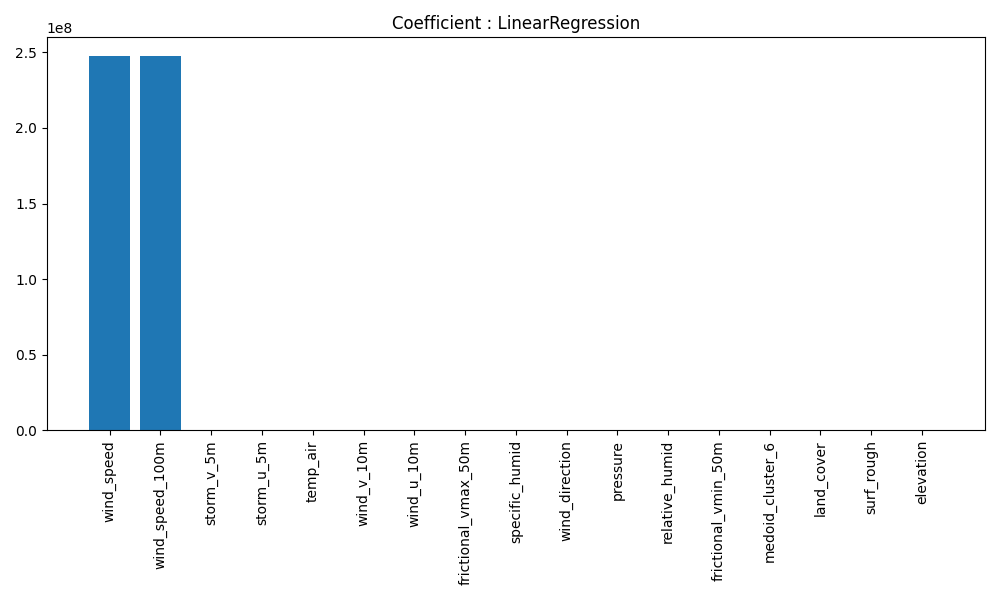 Coefficient : LinearRegression
1e8
2.5
2.0
1.5
1.0
0.5
0.0
wind_speed
wind_speed_100m
storm_v_5m
storm_u_5m
temp_air
wind_v_10m
wind_u_10m
frictional_vmax_50m
specific_humid
wind_direction
pressure
relative_humid
frictional_vmin_50m
medoid_cluster_6
land_cover
surf_rough
elevation